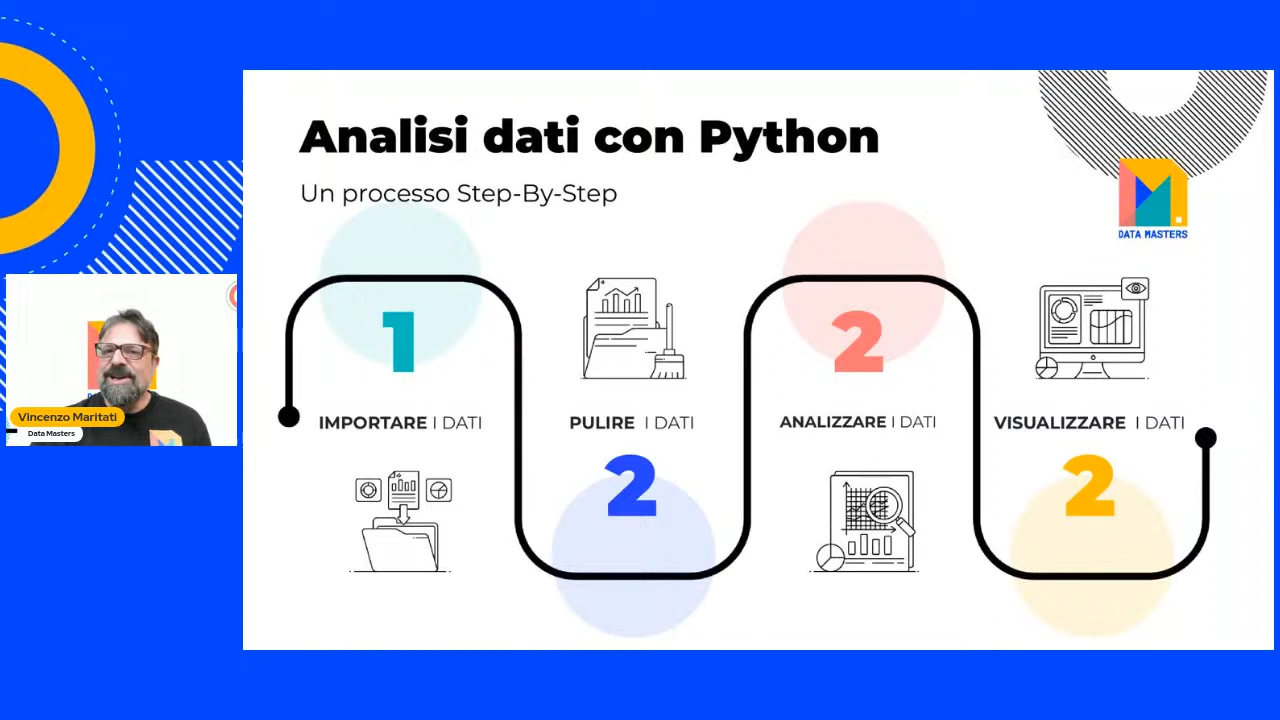 Analisi dati con Python
Un processo Step-By-Step
DATA MASTERS
1
IMPORTARE I DATI
PULIRE I DATI
2
2
ANALIZZARE I DATI
VISUALIZZARE I DATI
2
Vincenzo Maritati
Data Masters